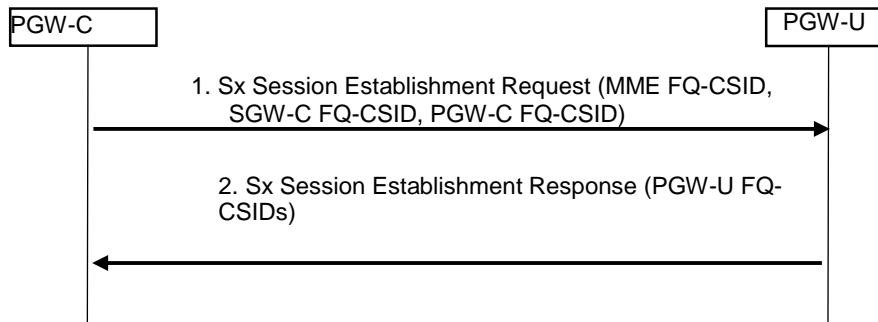 PGW-C
PGW-U
1. Sx Session Establishment Request (MME FQ-CSID,
SGW-C FQ-CSID, PGW-C FQ-CSID)
2. Sx Session Establishment Response (PGW-U FQ-
CSIDs)